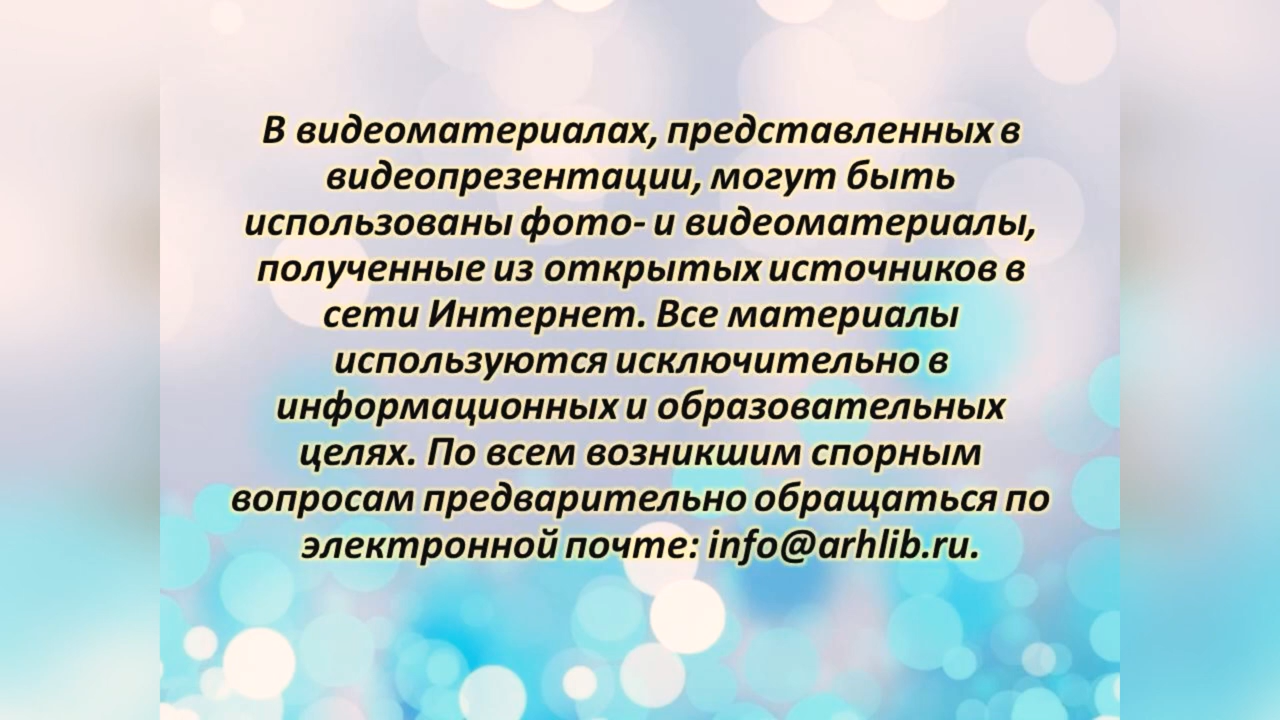 В видеоматериалах, представленных в
видеопрезентации, могут быть
использованы фото- и видеоматериалы,
полученные из открытых источников в
сети Интернет. Все материалы
используются исключительно в
информационных и образовательных
целях. По всем возникшим спорным
вопросам предварительно обращаться по
электронной почте: info@arhlib.ru.